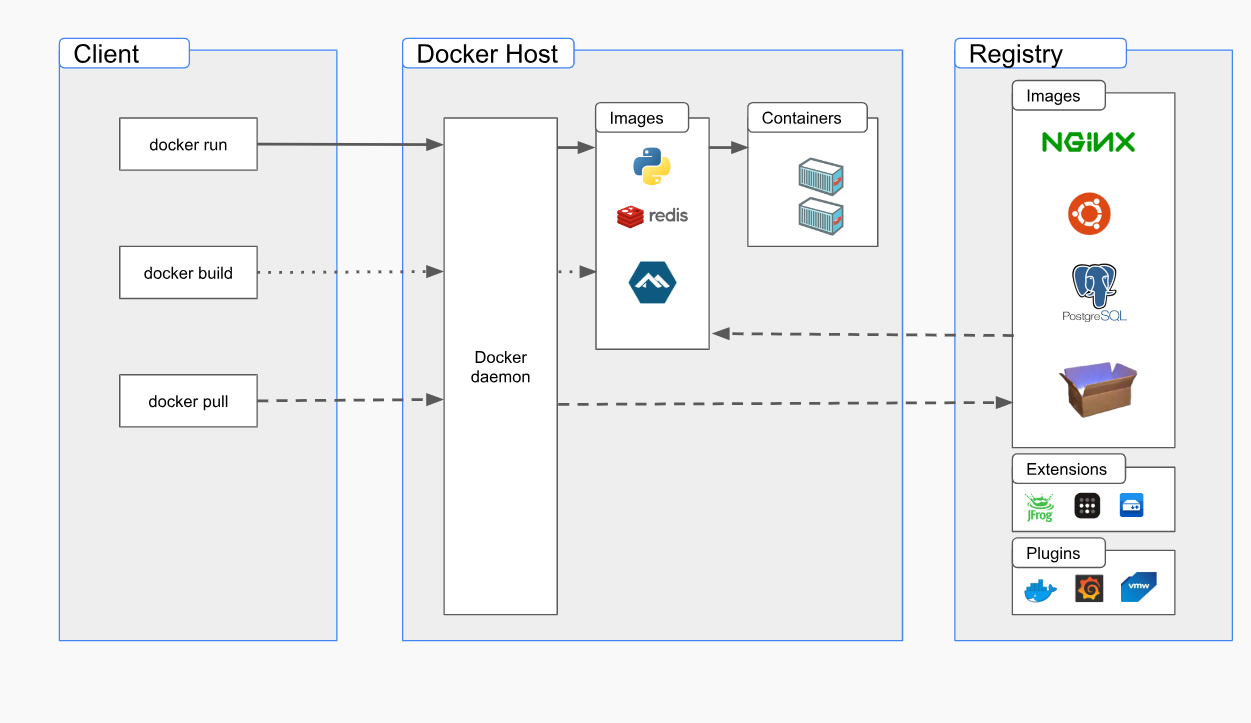 Client
docker run
docker build
docker pull
Docker Host
Docker
daemon
Images
redis
Containers
Registry
Images
NGINX
PostgreSQL
Extensions
JFrog
Plugins
vmw